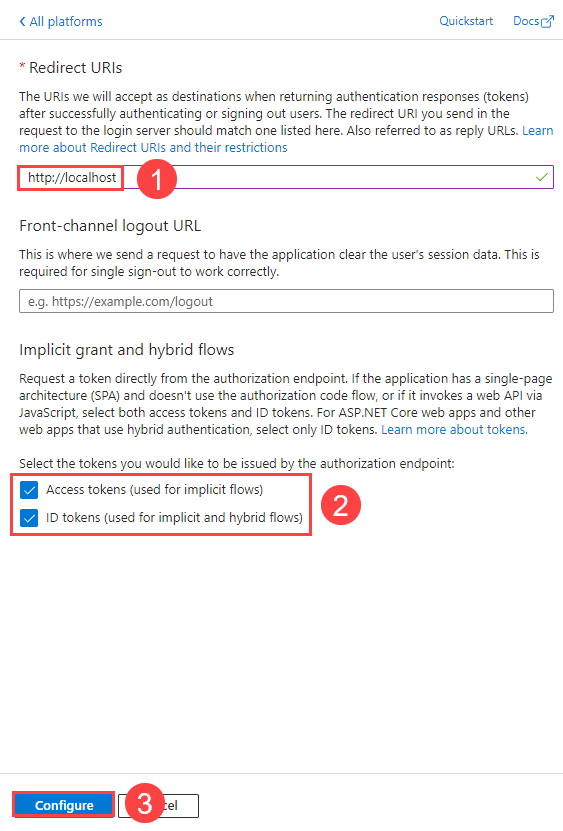 All platforms
Quickstart
Docs
* Redirect URIs
The URIs we will accept as destinations when returning authentication responses (tokens)
after successfully authenticating or signing out users. The redirect URI you send in the
request to the login server should match one listed here. Also referred to as reply URLs. Learn
more about Redirect URIs and their restrictions
http://localhost
1
Front-channel logout URL
This is where we send a request to have the application clear the user's session data. This is
required for single sign-out to work correctly.
e.g. https://example.com/logout
Implicit grant and hybrid flows
Request a token directly from the authorization endpoint. If the application has a single-page
architecture (SPA) and doesn't use the authorization code flow, or if it invokes a web API via
JavaScript, select both access tokens and ID tokens. For ASP.NET Core web apps and other
web apps that use hybrid authentication, select only ID tokens. Learn more about tokens.
Select the tokens you would like to be issued by the authorization endpoint:
Access tokens (used for implicit flows)
ID tokens (used for implicit and hybrid flows)
2
Configure
3